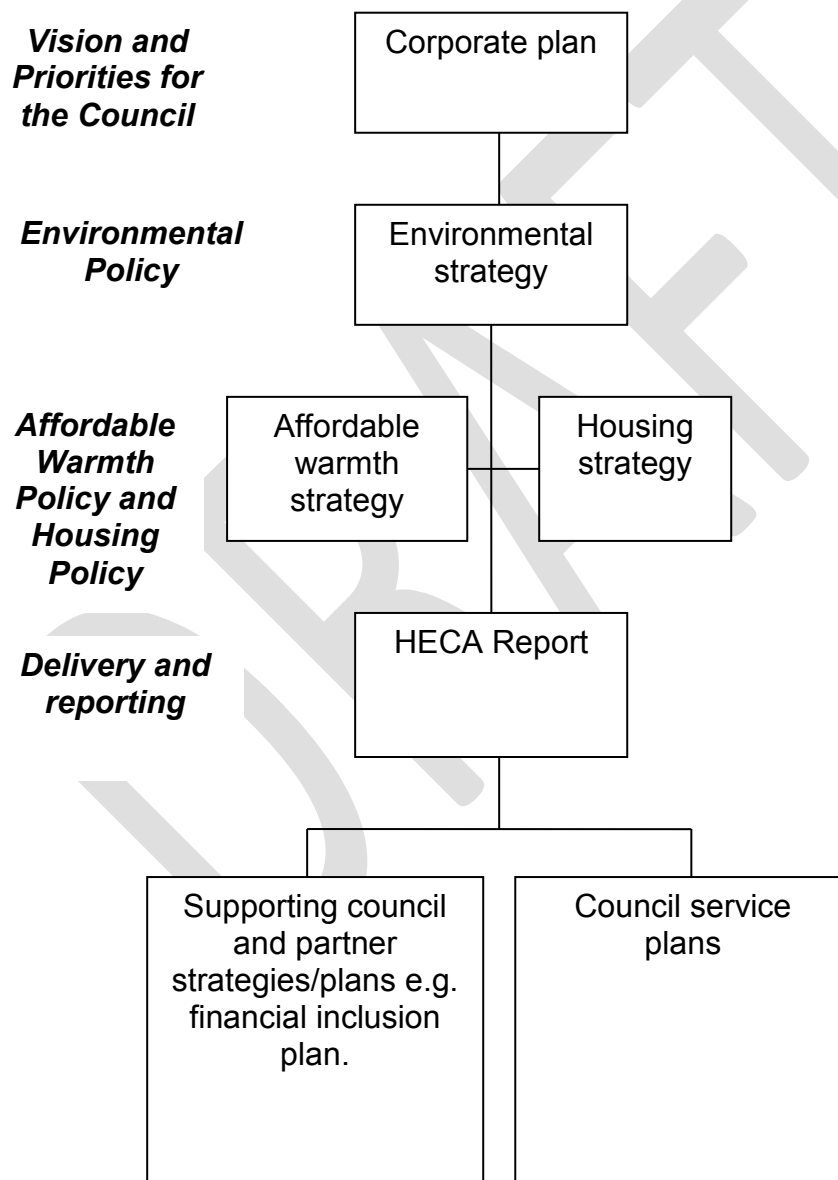 Vision and
Priorities for
the Council
Corporate plan
Environmental
Policy
Environmental
strategy
Affordable
Warmth
Policy and
Housing
Policy
Affordable
warmth
strategy
Housing
strategy
Delivery and
reporting
HECA Report
Supporting council
and partner
strategies/plans e.g.
financial inclusion
plan.
Council service
plans
DRAFT